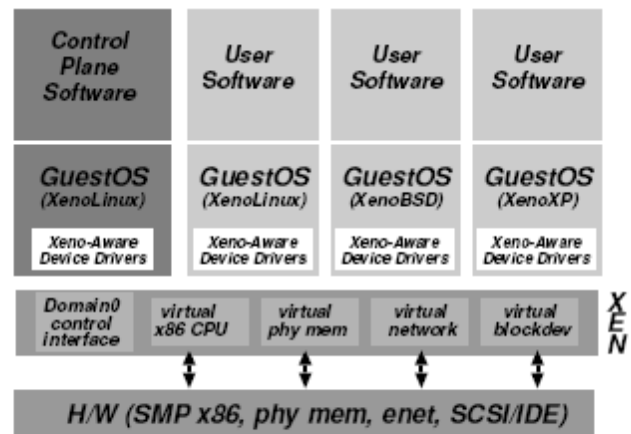 Control
Plane
Software
User
Software
User
Software
User
Software
GuestOS
(XenoLinux)
Xeno-Aware
Device Drivers
GuestOS
(XenoLinux)
Xeno-Aware
Device Drivers
GuestOS
(XenoBSD)
Xeno-Aware
Device Drivers
GuestOS
(XenoXP)
Xeno-Aware
Device Drivers
Domain0
control
interface
virtual
x86 CPU
virtual
phy mem
virtual
network
virtual
blockdev
XEN
H/W (SMP x86, phy mem, enet, SCSI/IDE)